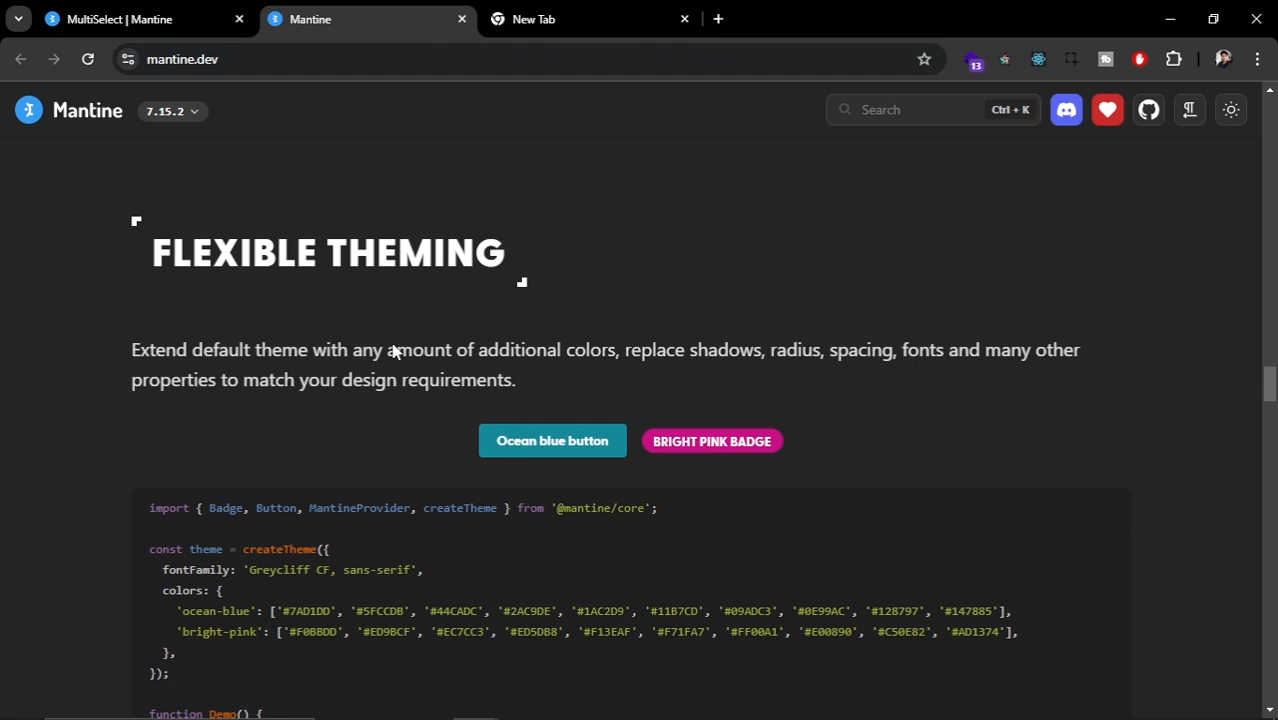 MultiSelect | Mantine
Mantine
New Tab
mantine.dev
13
Mantine
7.15.2
Search
Ctrl + K
FLEXIBLE THEMING
Extend default theme with any amount of additional colors, replace shadows, radius, spacing, fonts and many other
properties to match your design requirements.
Ocean blue button
BRIGHT PINK BADGE
import { Badge, Button, MantineProvider, createTheme } from '@mantine/core';
const theme = createTheme({
fontFamily: 'Greycliff CF, sans-serif',
colors: {
'ocean-blue': ['#7AD1DD', '#5FCCDB', '#44CADC', '#2AC9DE', '#1AC2D9', '#11B7CD', '#09ADC3', '#0E99AC', '#128797', '#147885'],
'bright-pink': ['#F0BBDD', '#ED9BCF', '#EC7CC3', '#ED5DB8', '#F13EAF', '#F71FA7', '#FF00A1', '#E00890', '#C50E82', '#AD1374'],
},
});
function Demo() {